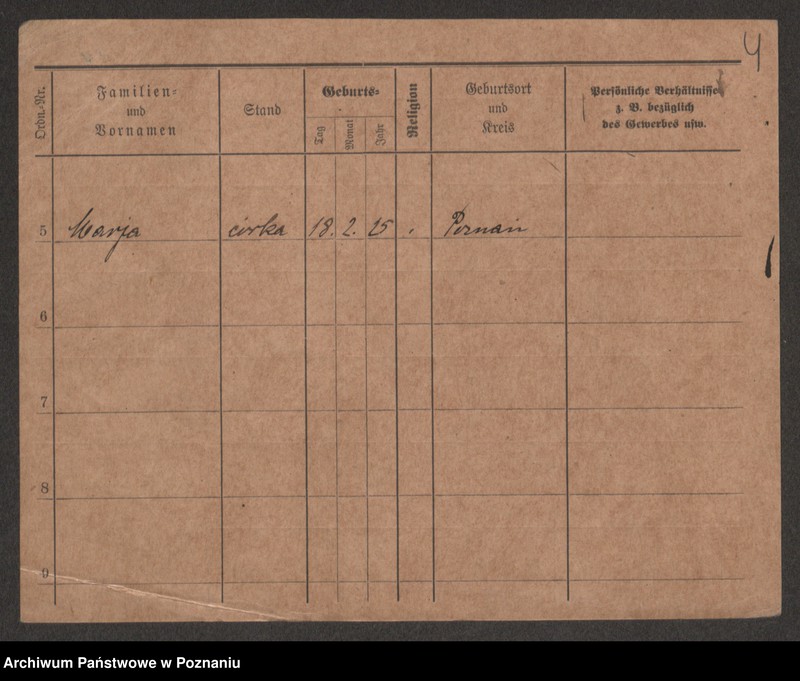 4
Ordn.-Nr.
Familien-
und
Vornamen
Stand
Geburts-
Tag
Monat
Jahr
Religion
Geburtsort
und
Kreis
Persönliche Verhältnisse
z. B. bezüglich
des Gewerbes usw.
5 Marja córka 18. 2. 25 Poznań
6
7
8
9
Archiwum Państwowe w Poznaniu